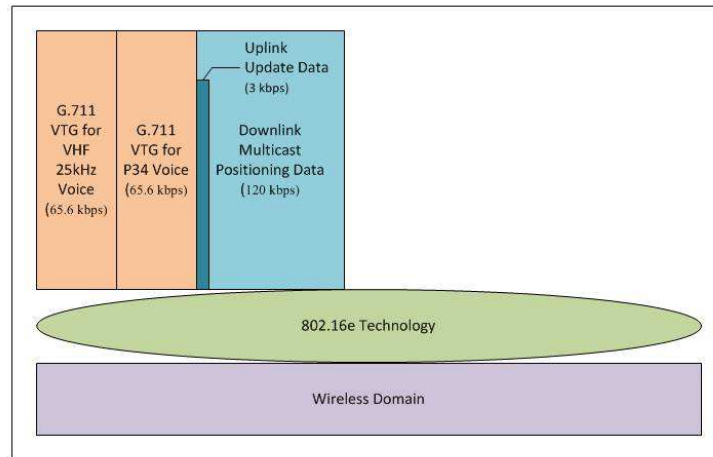 G.711
VTG for
VHF
25kHz
Voice
(65.6 kbps)
G.711
VTG for
P34 Voice
(65.6 kbps)
Uplink
Update Data
(3 kbps)
Downlink
Multicast
Positioning Data
(120 kbps)
802.16e Technology
Wireless Domain